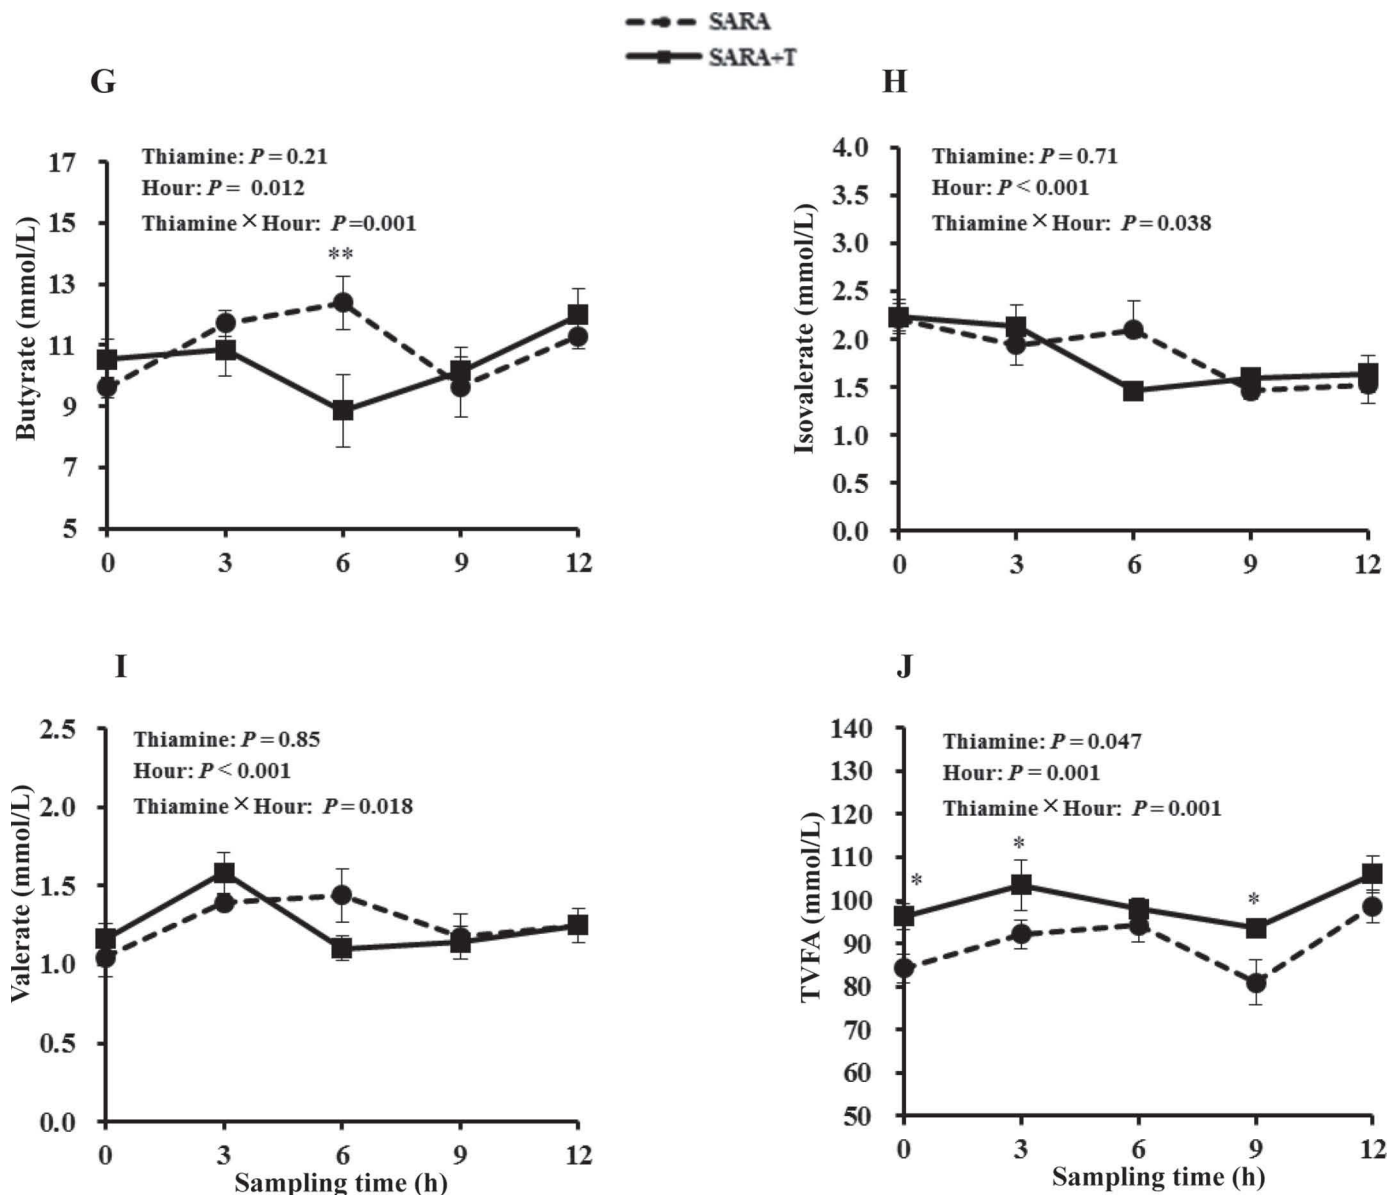 SARA
SARA+T
G
Thiamine: P = 0.21
Hour: P = 0.012
Thiamine × Hour: P=0.001
**
Butyrate (mmol/L)
17
15
13
11
9
7
5
0 3 6 9 12
H
Thiamine: P = 0.71
Hour: P < 0.001
Thiamine × Hour: P = 0.038
Isovalerate (mmol/L)
4.0
3.5
3.0
2.5
2.0
1.5
1.0
0.5
0.0
0 3 6 9 12
I
Thiamine: P = 0.85
Hour: P < 0.001
Thiamine × Hour: P = 0.018
Valerate (mmol/L)
2.5
2.0
1.5
1.0
0.5
0.0
0 3 6 9 12
Sampling time (h)
J
Thiamine: P = 0.047
Hour: P = 0.001
Thiamine × Hour: P = 0.001
* * *
TVFA (mmol/L)
140
130
120
110
100
90
80
70
60
50
0 3 6 9 12
Sampling time (h)